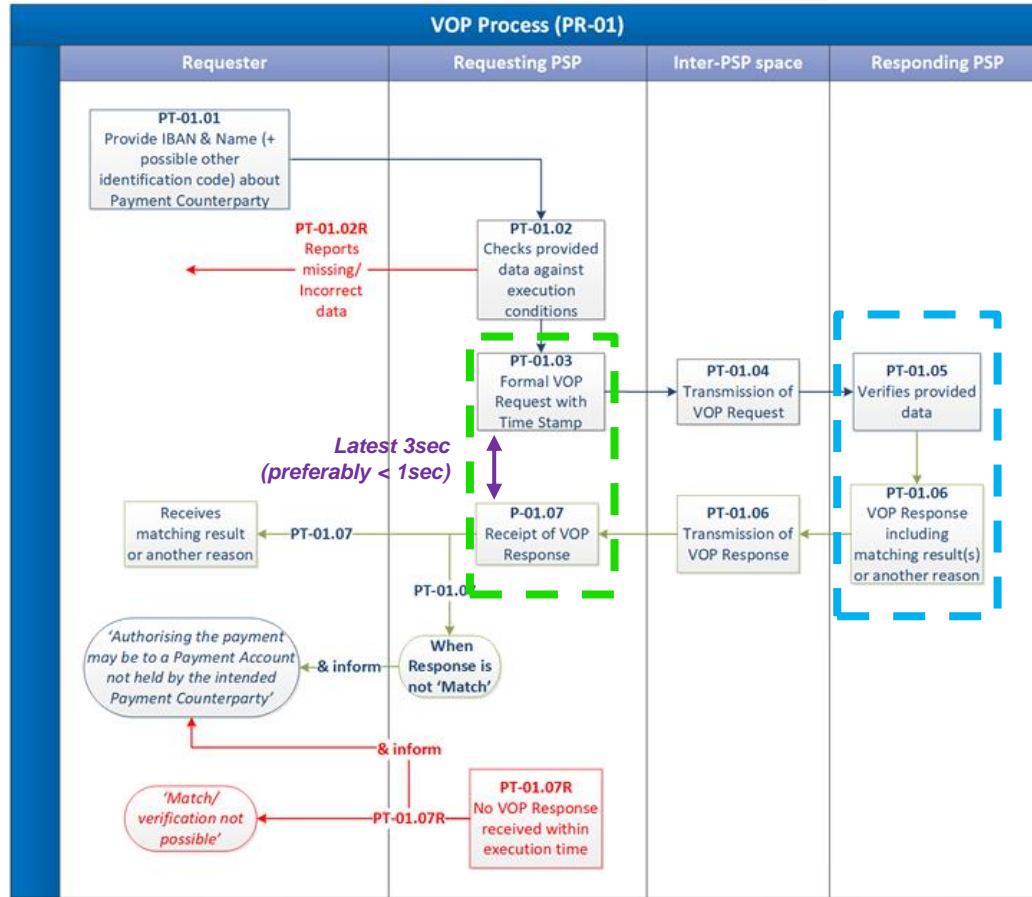 VOP Process (PR-01)
Requester
Requesting PSP
Inter-PSP space
Responding PSP
PT-01.01
Provide IBAN & Name (+
possible other
identification code) about
Payment Counterparty
PT-01.02R
Reports
missing/
Incorrect
data
PT-01.02
Checks provided
data against
execution
conditions
PT-01.03
Formal VOP
Request with
Time Stamp
PT-01.04
Transmission of
VOP Request
PT-01.05
Verifies provided
data
Latest 3sec
(preferably < 1sec)
Receives
matching result
or another reason
PT-01.07
P-01.07
Receipt of VOP
Response
PT-01.06
Transmission of
VOP Response
PT-01.06
VOP Response
including
matching result(s)
or another reason
PT-01.07
'Authorising the payment
may be to a Payment Account
not held by the intended
Payment Counterparty'
& inform
When
Response is
not 'Match'
& inform
'Match/
verification not
possible'
PT-01.07R
PT-01.07R
No VOP Response
received within
execution time